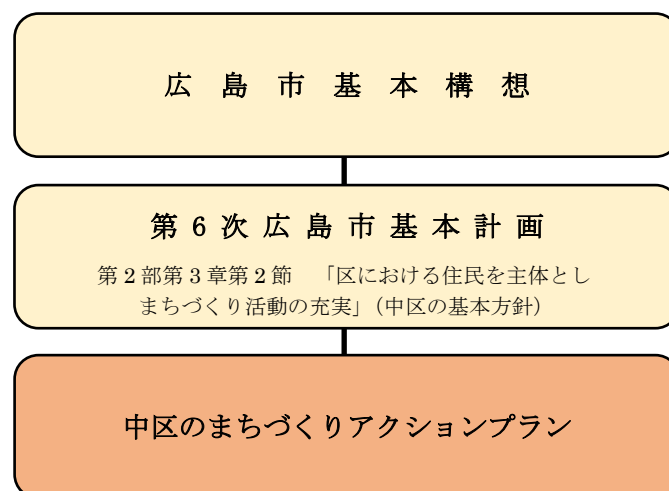 広島市基本構想
第6次広島市基本計画
第2部第3章第2節　「区における住民を主体とし
まちづくり活動の充実」（中区の基本方針）
中区のまちづくりアクションプラン